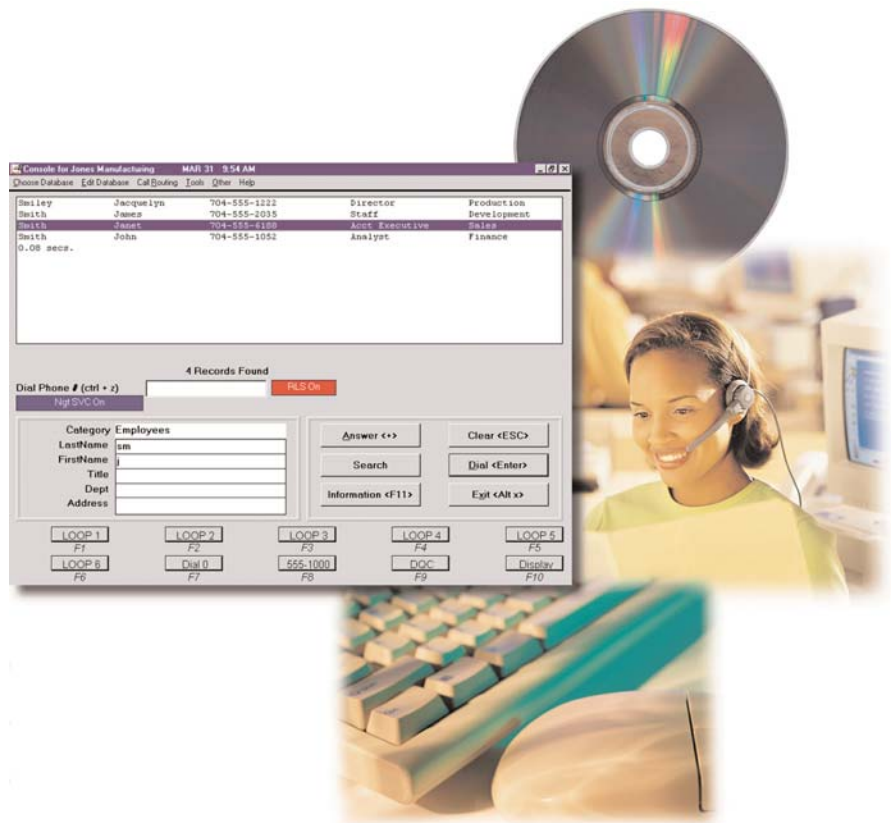 Console for Jones Manufacturing MAR 31 9:54 AM
Choose Database Edit Database Call Routing Tools Other Help
Smiley Jacquelyn 704-555-1222 Director Production
Smith James 704-555-2035 Staff Development
Smith Janet 704-555-6188 Acct Executive Sales
Smith John 704-555-1052 Analyst Finance
0.08 secs.
4 Records Found
Dial Phone # (ctrl + z) RLS On
Ngt SVC On
Category Employees
LastName sm
FirstName j
Title
Dept
Address
Answer <+> Clear <ESC>
Search Dial <Enter>
Information <F11> Exit <Alt x>
LOOP 1 LOOP 2 LOOP 3 LOOP 4 LOOP 5
F1 F2 F3 F4 F5
LOOP 6 Dial 0 555-1000 DQC Display
F6 F7 F8 F9 F10